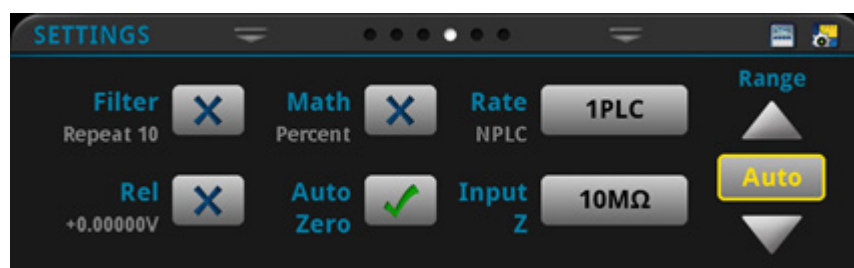 SETTINGS
Range
Filter
Repeat 10
Math
Percent
Rate
NPLC
1PLC
Rel
+0.00000V
Auto
Zero
Input
Z
10MΩ
Auto